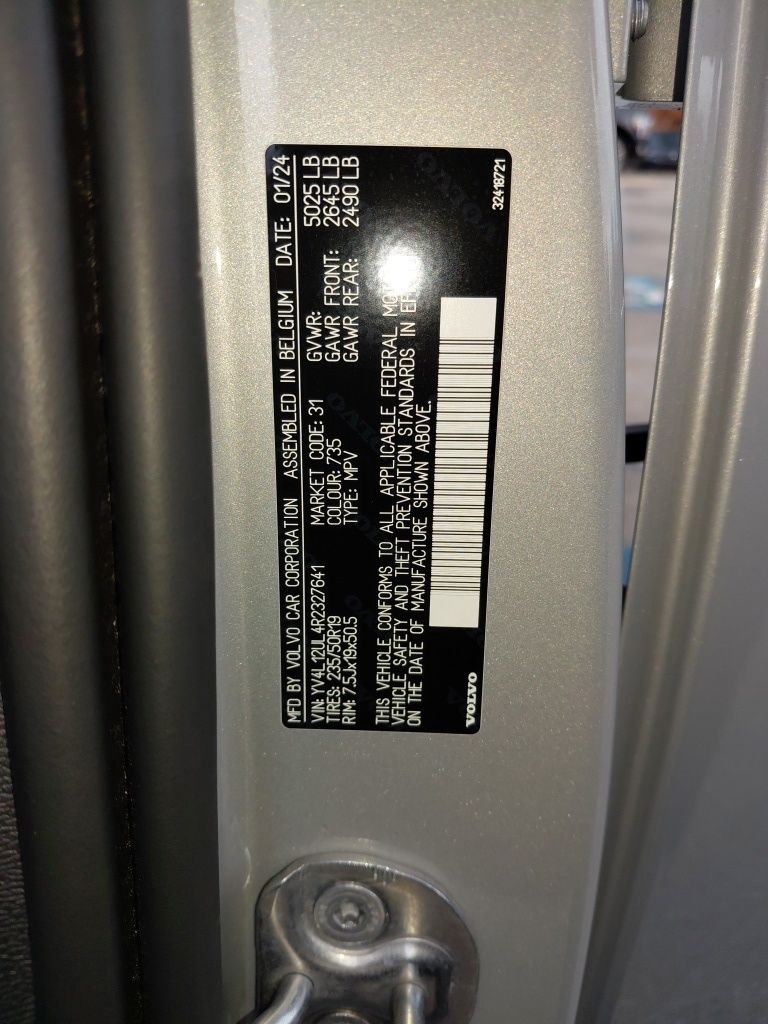 MFD BY VOLVO CAR CORPORATION ASSEMBLED IN BELGIUM DATE: 01/24
VIN: YV4L12UL4R2327641 MARKET CODE: 31 GVWR: 5025 LB
TIRES: 235/50R19 COLOUR: 735 GAWR FRONT: 2645 LB
RIM: 7.5Jx19x50.5 TYPE: MPV GAWR REAR: 2490 LB
THIS VEHICLE CONFORMS TO ALL APPLICABLE FEDERAL
VEHICLE SAFETY AND THEFT PREVENTION STANDARDS IN
ON THE DATE OF MANUFACTURE SHOWN ABOVE.
VOLVO 32418721